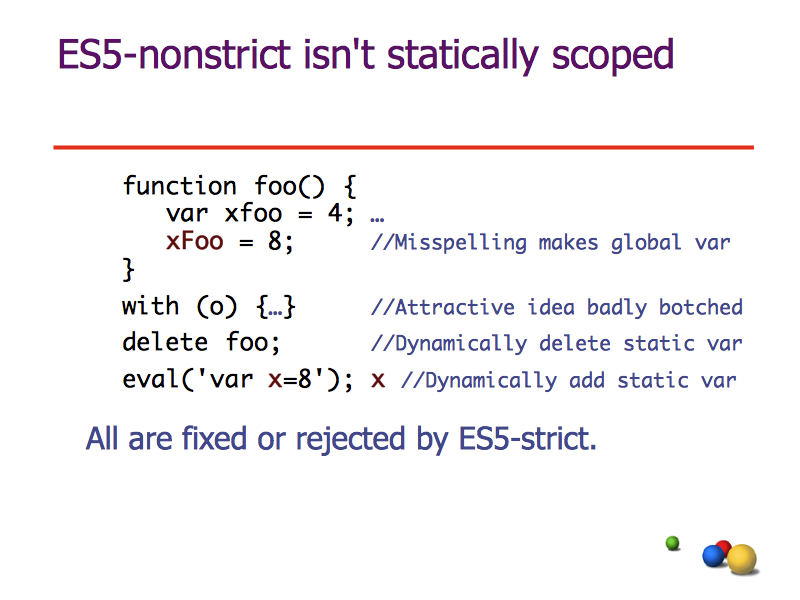 ES5-nonstrict isn't statically scoped
function foo() {
var xfoo = 4; …
xFoo = 8; //Misspelling makes global var
}
with (o) {…} //Attractive idea badly botched
delete foo; //Dynamically delete static var
eval('var x=8'); x //Dynamically add static var
All are fixed or rejected by ES5-strict.